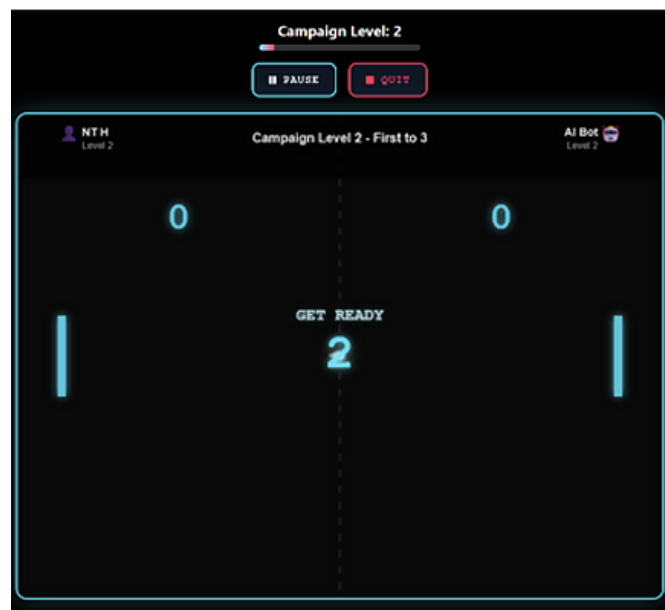 Campaign Level: 2
PAUSE
QUIT
NTH
Level 2
Campaign Level 2 - First to 3
AI Bot
Level 2
0
0
GET READY
2